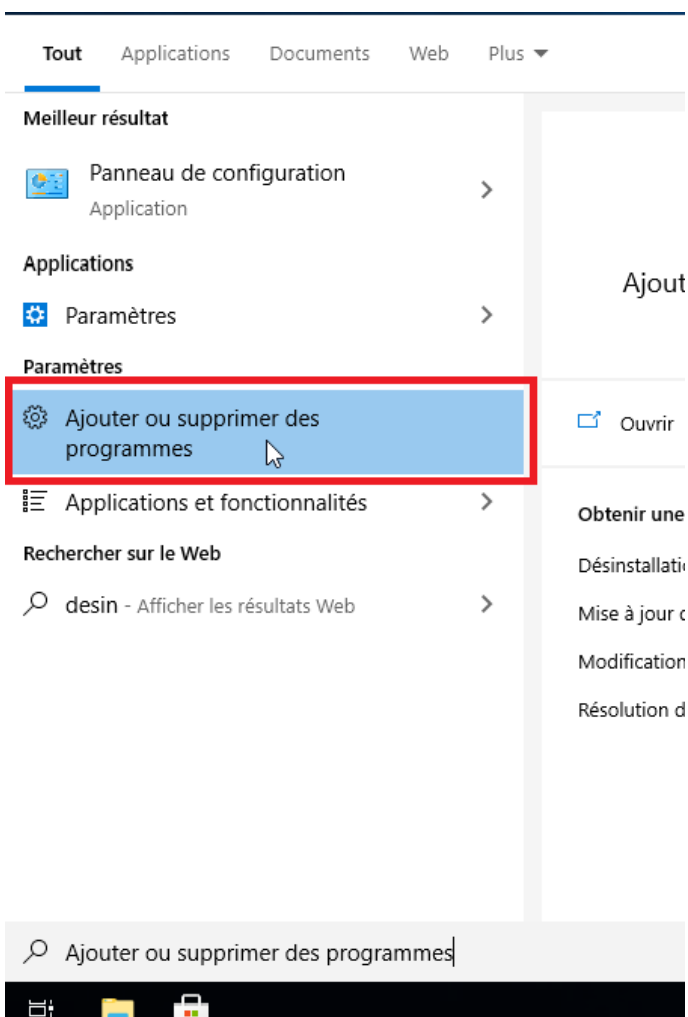 Tout Applications Documents Web Plus
Meilleur résultat
Panneau de configuration
Application
Applications
Paramètres
Paramètres
Ajouter ou supprimer des
programmes
Applications et fonctionnalités
Rechercher sur le Web
desin - Afficher les résultats Web
Ajout
Ouvrir
Obtenir une
Désinstallati
Mise à jour
Modification
Résolution d
Ajouter ou supprimer des programmes